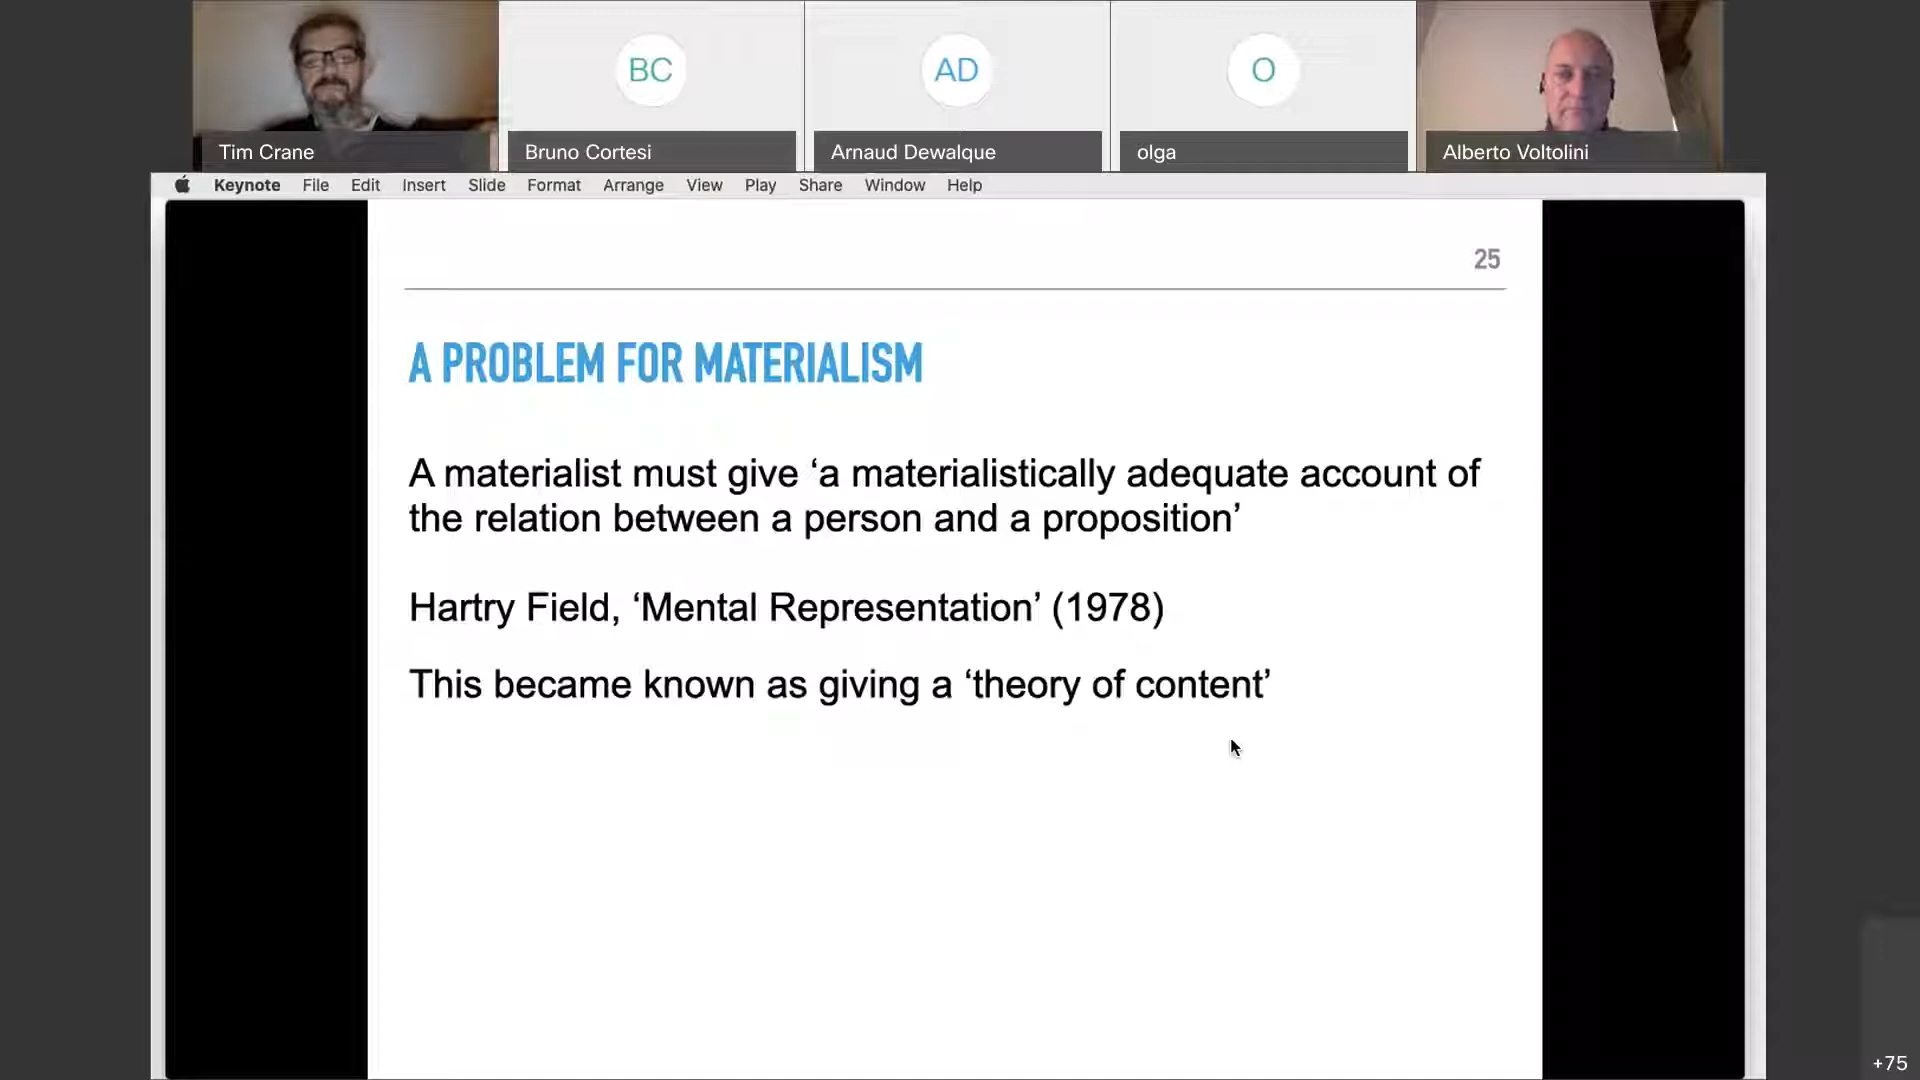 BC
AD
O
Tim Crane
Bruno Cortesi
Arnaud Dewalque
olga
Alberto Voltolini
Keynote File Edit Insert Slide Format Arrange View Play Share Window Help
25
A PROBLEM FOR MATERIALISM
A materialist must give ‘a materialistically adequate account of
the relation between a person and a proposition’
Hartry Field, ‘Mental Representation’ (1978)
This became known as giving a ‘theory of content’
+75